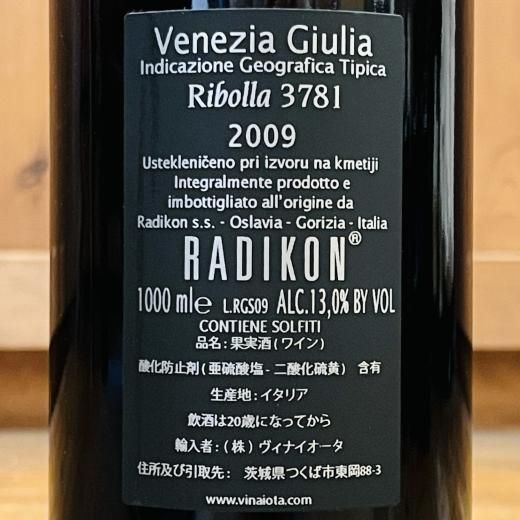 Venezia Giulia
Indicazione Geografica Tipica
Ribolla 3781
2009
Ustekleničeno pri izvoru na kmetiji
Integralmente prodotto e
imbottigliato all'origine da
Radikon s.s. - Oslavia - Gorizia - Italia
RADIKON®
1000 ml℮ L.RGS09 ALC.13,0% BY VOL
CONTIENE SOLFITI
品名：果実酒（ワイン）
酸化防止剤（亜硫酸塩 - 二酸化硫黄） 含有
生産地：イタリア
飲酒は20歳になってから
輸入者：（株）ヴィナイオータ
住所及び引取先： 茨城県つくば市東岡88-3
www.vinaiota.com